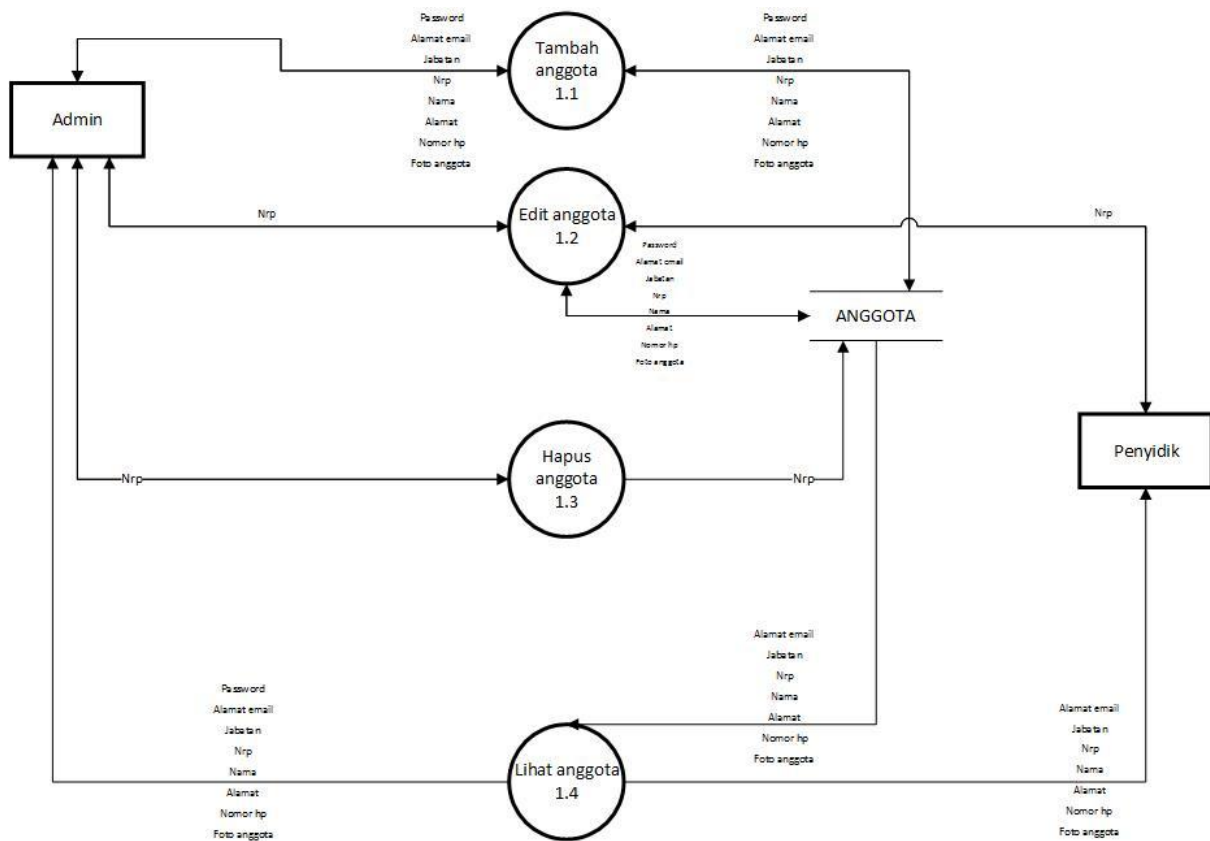 Password
Alamat email
Jabatan
Nrp
Nama
Alamat
Nomor hp
Foto anggota
Tambah
anggota
1.1
Password
Alamat email
Jabatan
Nrp
Nama
Alamat
Nomor hp
Foto anggota
Admin
Nrp
Edit anggota
1.2
Nrp
Password
Alamat email
Jabatan
Nrp
Nama
Alamat
Nomor hp
Foto anggota
ANGGOTA
Penyidik
Nrp
Hapus
anggota
1.3
Nrp
Alamat email
Jabatan
Nrp
Nama
Alamat
Nomor hp
Foto anggota
Password
Alamat email
Jabatan
Nrp
Nama
Alamat
Nomor hp
Foto anggota
Lihat anggota
1.4
Alamat email
Jabatan
Nrp
Nama
Alamat
Nomor hp
Foto anggota